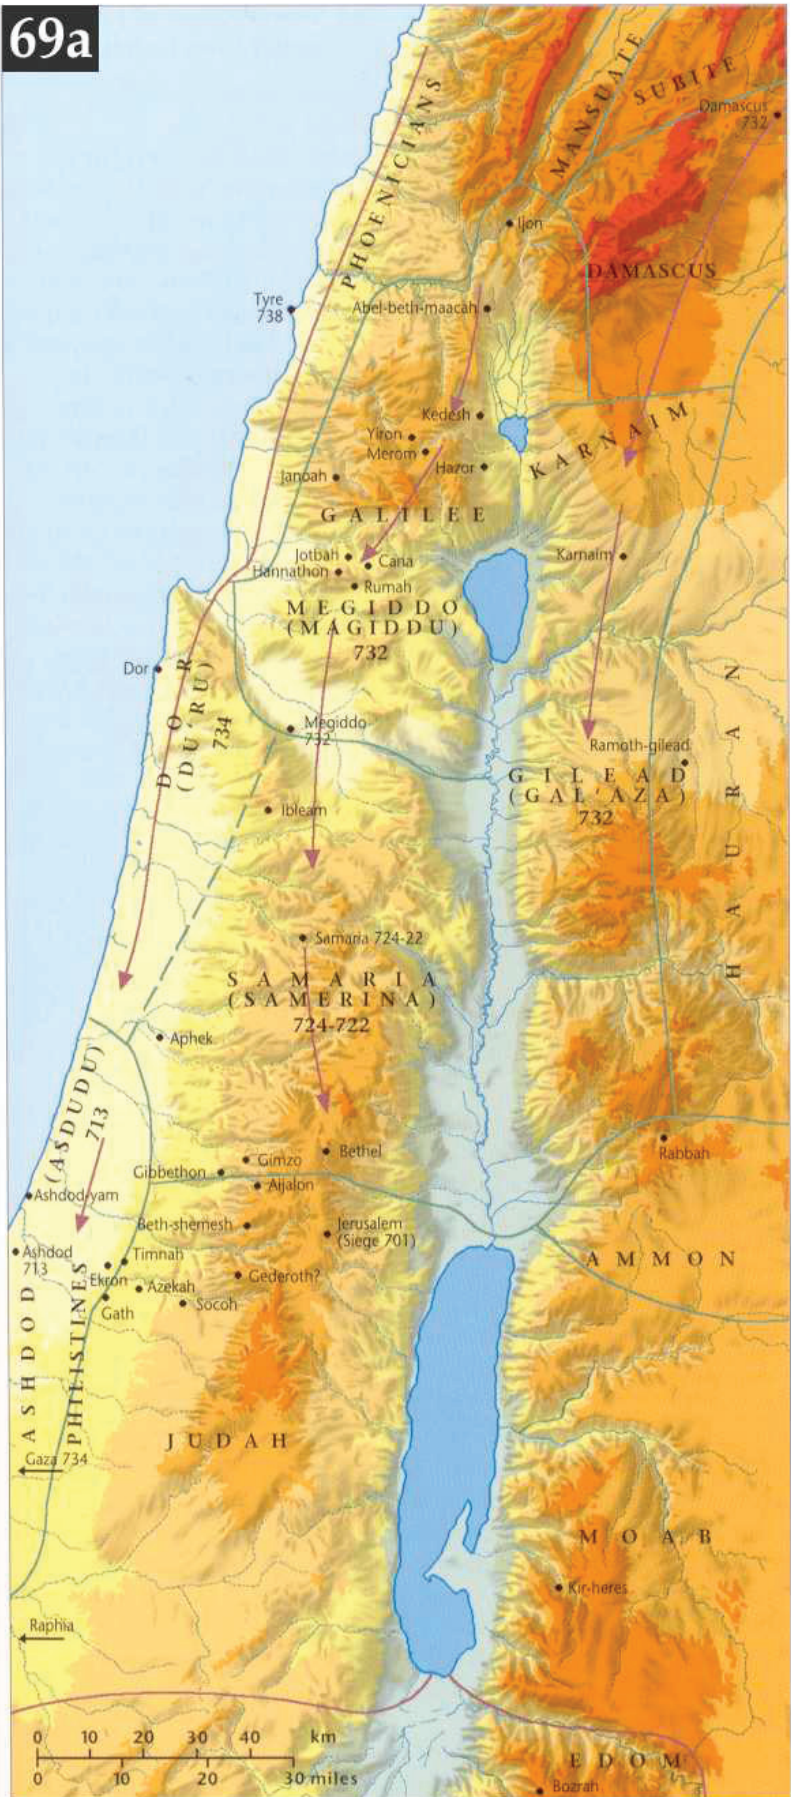 69a
MANSUATE
SUBITE
Damascus
732
PHOENICIANS
Ijon
DAMASCUS
Tyre
738
Abel-beth-maacah
Kedesh
Yiron
Merom
Hazor
KARNAIM
Janoah
GALILEE
Jotbah
Cana
Karnaim
Hannathon
Rumah
MEGIDDO
(MAGIDDU)
732
Dor
DOR
(DU'RU)
734
HAURAN
Megiddo
732
Ramoth-gilead
GILEAD
(GAL'AZA)
732
Ibleam
Samaria 724-22
SAMARIA
(SAMERINA)
724-722
Aphek
(ASDUDU)
713
Bethel
Gimzo
Gibbethon
Aijalon
Rabbah
Ashdod-yam
Beth-shemesh
Jerusalem
(Siege 701)
Ashdod
713
Timnah
AMMON
Ekron
Azekah
Gederoth?
Gath
Socoh
ASHDOD
PHILISTINES
JUDAH
Gaza 734
MOAB
Kir-heres
Raphia
0 10 20 30 40 km
0 10 20 30 miles
EDOM
Bozrah